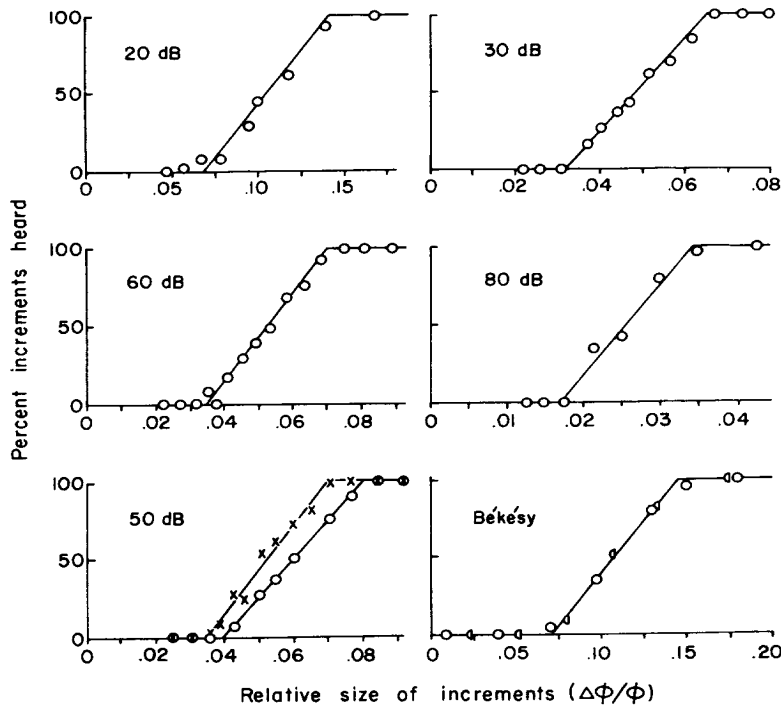 100
20 dB
50
0
0 .05 .10 .15
30 dB
0 .02 .04 .06 .08
Percent increments heard
100
60 dB
50
0
0 .02 .04 .06 .08
80 dB
0 .02 .03 .04
100
50 dB
50
0
0 .02 .04 .06 .08
Békésy
0 0.05 .100 .15 .20
Relative size of increments (ΔΦ/Φ)